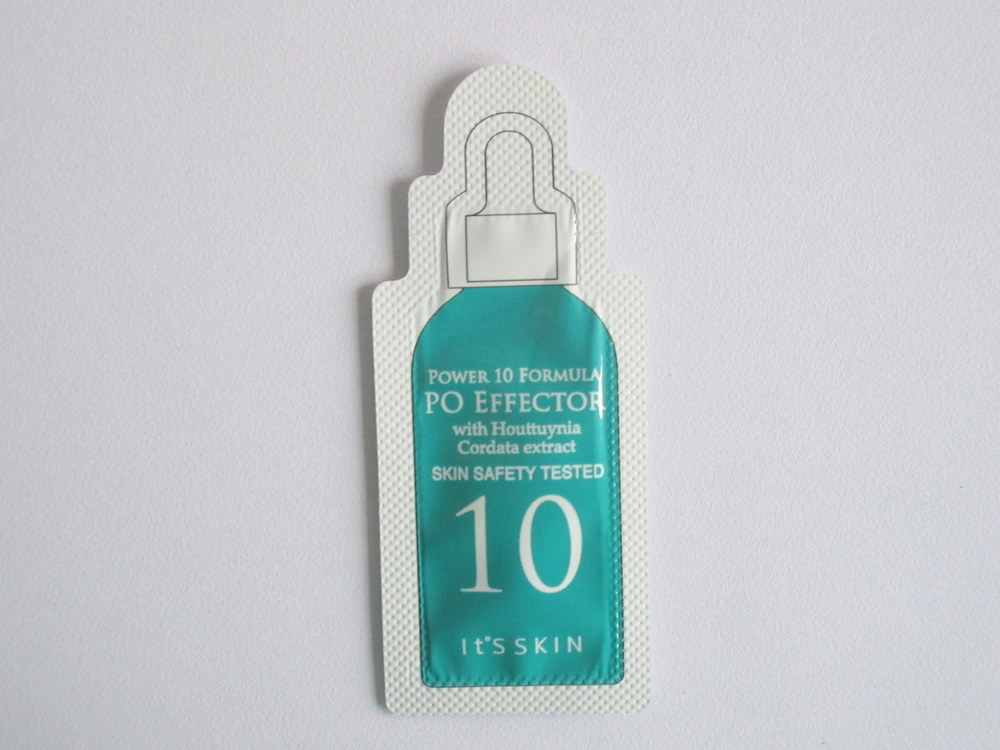 POWER 10 FORMULA
PO EFFECTOR
with Houttuynia
Cordata extract
SKIN SAFETY TESTED
10
It'S SKIN